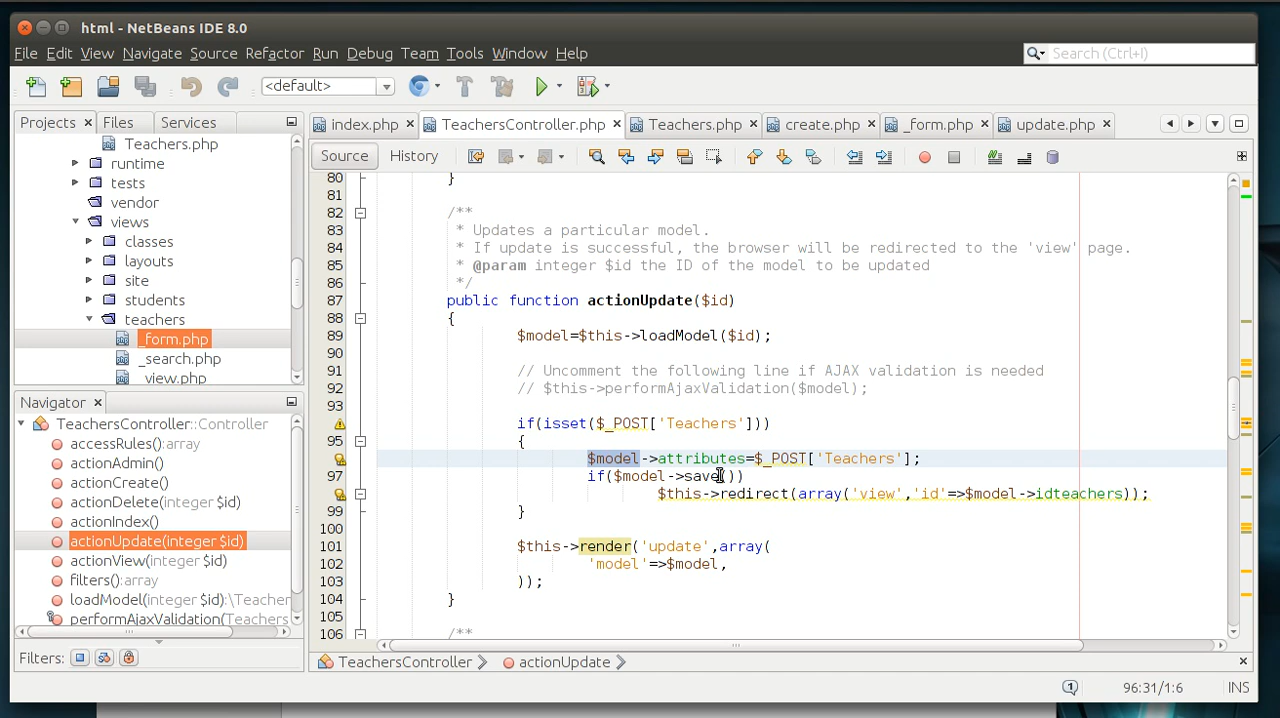 html - NetBeans IDE 8.0
File Edit View Navigate Source Refactor Run Debug Team Tools Window Help
Search (Ctrl+I)
<default>
Projects Files Services
index.php TeachersController.php Teachers.php create.php _form.php update.php
Source History
Teachers.php
runtime
tests
vendor
views
classes
layouts
site
students
teachers
_form.php
_search.php
_view.php
Navigator
TeachersController::Controller
accessRules():array
actionAdmin()
actionCreate()
actionDelete(integer $id)
actionIndex()
actionUpdate(integer $id)
actionView(integer $id)
filters():array
loadModel(integer $id):\Teacher
performAjaxValidation(Teachers
Filters:
80 }
81
82 /**
83 * Updates a particular model.
84 * If update is successful, the browser will be redirected to the 'view' page.
85 * @param integer $id the ID of the model to be updated
86 */
87 public function actionUpdate($id)
88 {
89 $model=$this->loadModel($id);
90
91 // Uncomment the following line if AJAX validation is needed
92 // $this->performAjaxValidation($model);
93
if(isset($_POST['Teachers']))
95 {
$model->attributes=$_POST['Teachers'];
97 if($model->save())
$this->redirect(array('view','id'=>$model->idteachers));
99 }
100
101 $this->render('update',array(
102 'model'=>$model,
103 ));
104 }
105
106 /**
TeachersController actionUpdate
1 96:31/1:6 INS